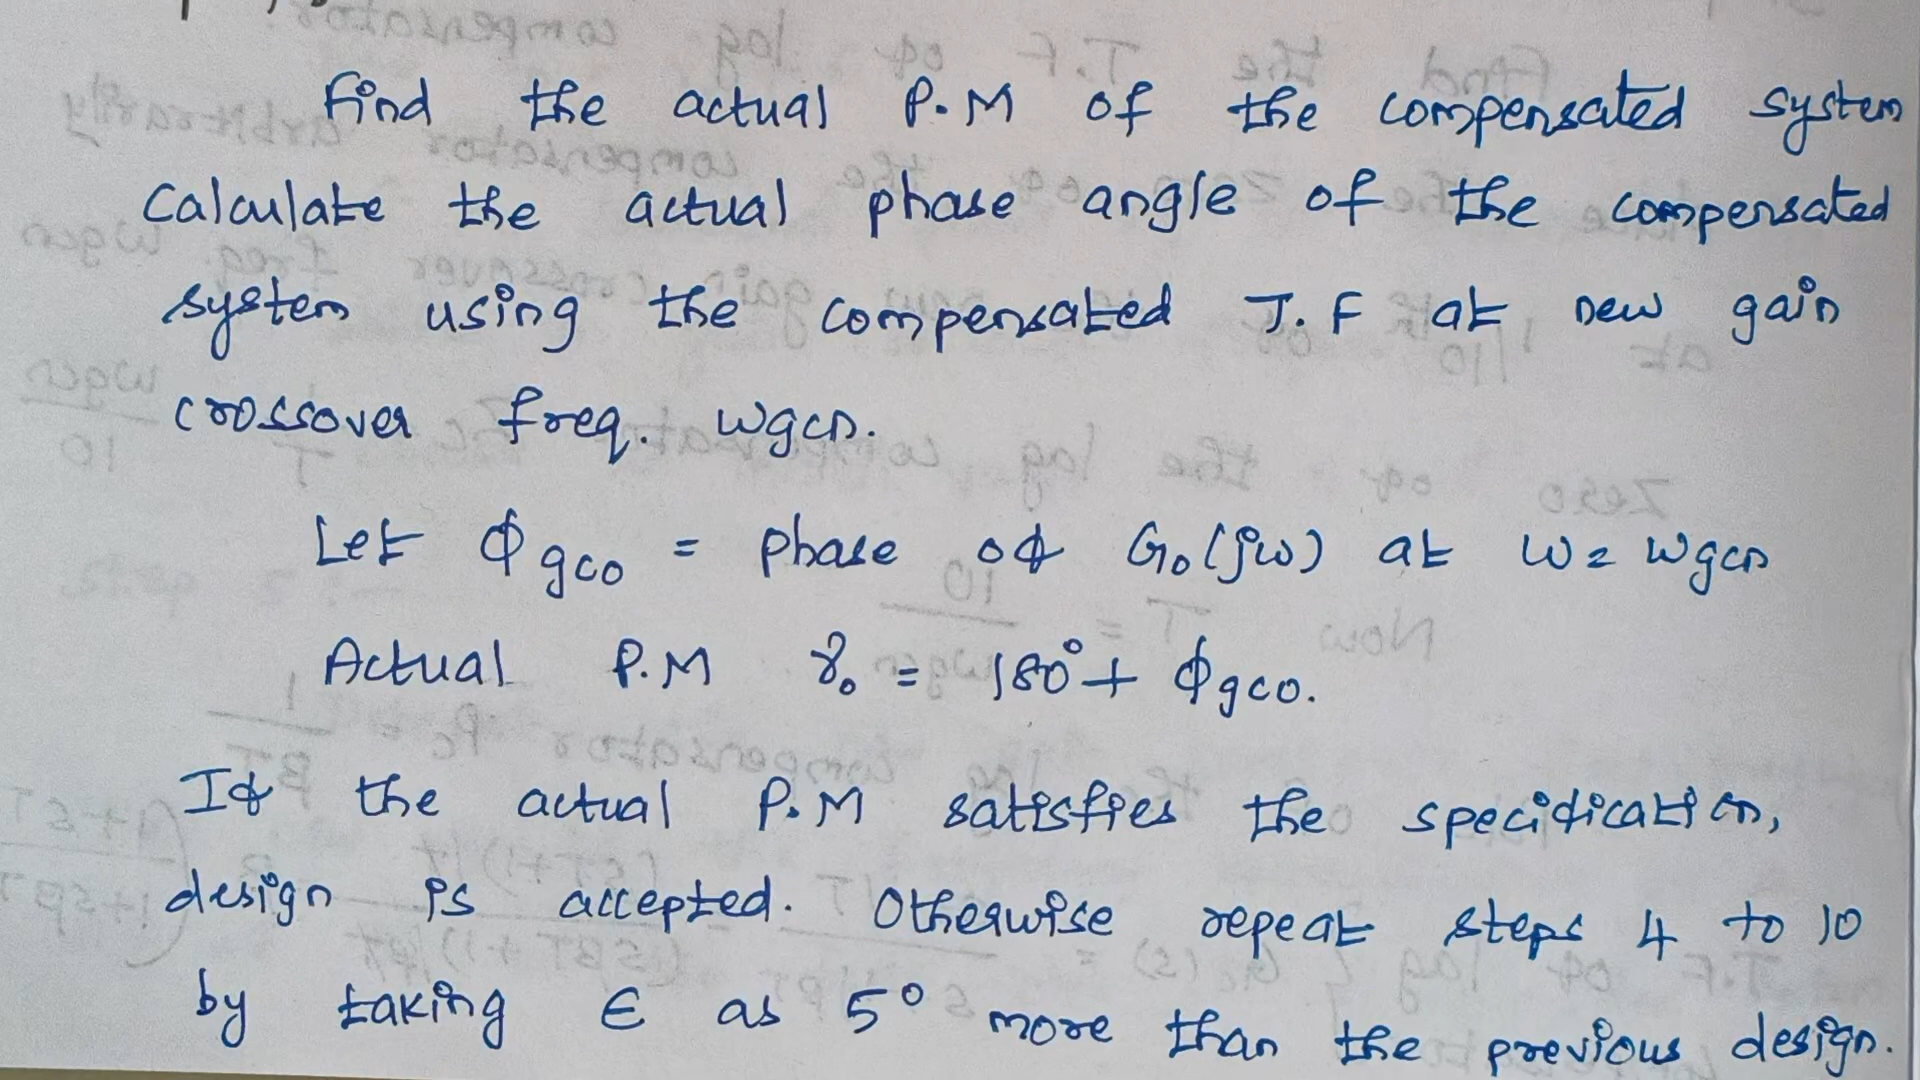 Find the actual P.M of the compensated system
Calculate the actual phase angle of the compensated
system using the compensated T.F at new gain
crossover freq. ωgcn.
Let ϕgco = phase of G₀(jω) at ω = ωgcn
Actual P.M γ₀ = 180° + ϕgco.
If the actual P.M satisfies the specification,
design is accepted. Otherwise repeat steps 4 to 10
by taking ϵ as 5° more than the previous design.